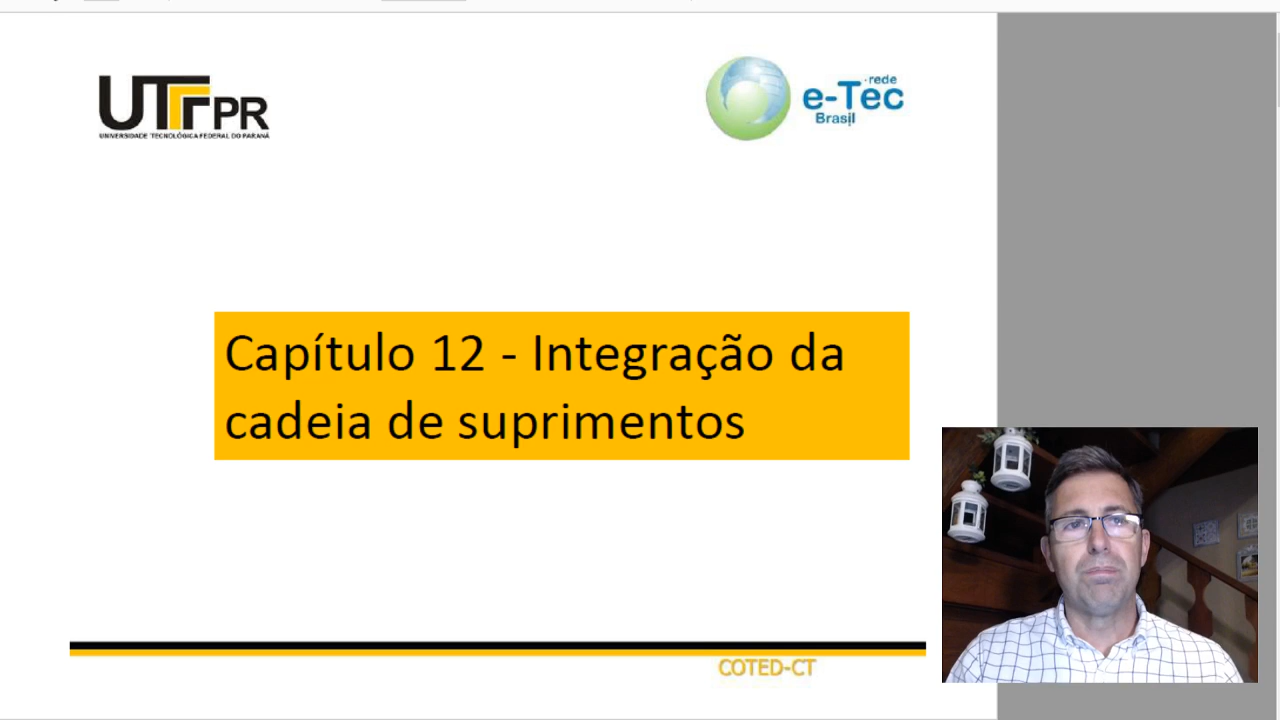 UTFPR
UNIVERSIDADE TECNOLÓGICA FEDERAL DO PARANÁ
rede
e-Tec
Brasil
Capítulo 12 - Integração da
cadeia de suprimentos
COTED-CT